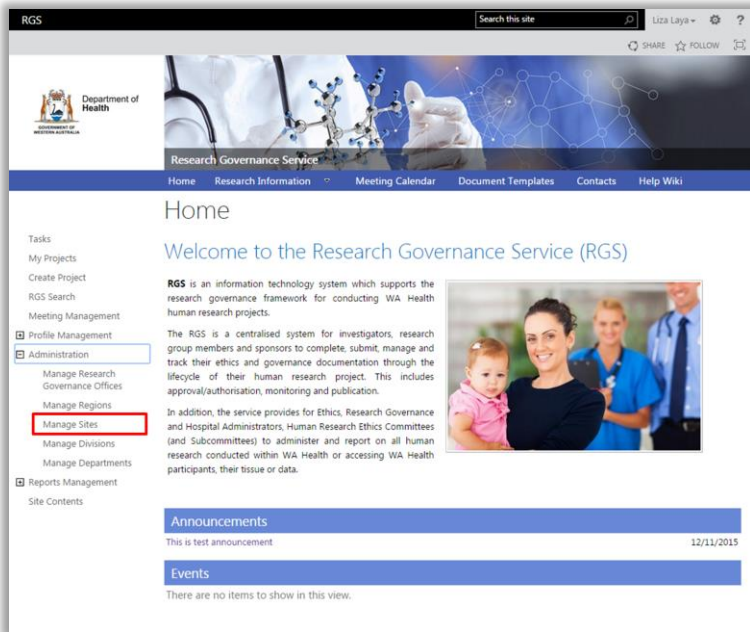 RGS
Search this site
Liza Laya
?
SHARE
FOLLOW
GOVERNMENT OF
WESTERN AUSTRALIA
Department of
Health
Research Governance Service
Home Research Information Meeting Calendar Document Templates Contacts Help Wiki
Home
Tasks
My Projects
Create Project
RGS Search
Meeting Management
Profile Management
Administration
Manage Research
Governance Offices
Manage Regions
Manage Sites
Manage Divisions
Manage Departments
Reports Management
Site Contents
Welcome to the Research Governance Service (RGS)
RGS is an information technology system which supports the
research governance framework for conducting WA Health
human research projects.
The RGS is a centralised system for investigators, research
group members and sponsors to complete, submit, manage and
track their ethics and governance documentation through the
lifecycle of their human research project. This includes
approval/authorisation, monitoring and publication.
In addition, the service provides for Ethics, Research Governance
and Hospital Administrators, Human Research Ethics Committees
(and Subcommittees) to administer and report on all human
research conducted within WA Health or accessing WA Health
participants, their tissue or data.
Announcements
This is test announcement 12/11/2015
Events
There are no items to show in this view.